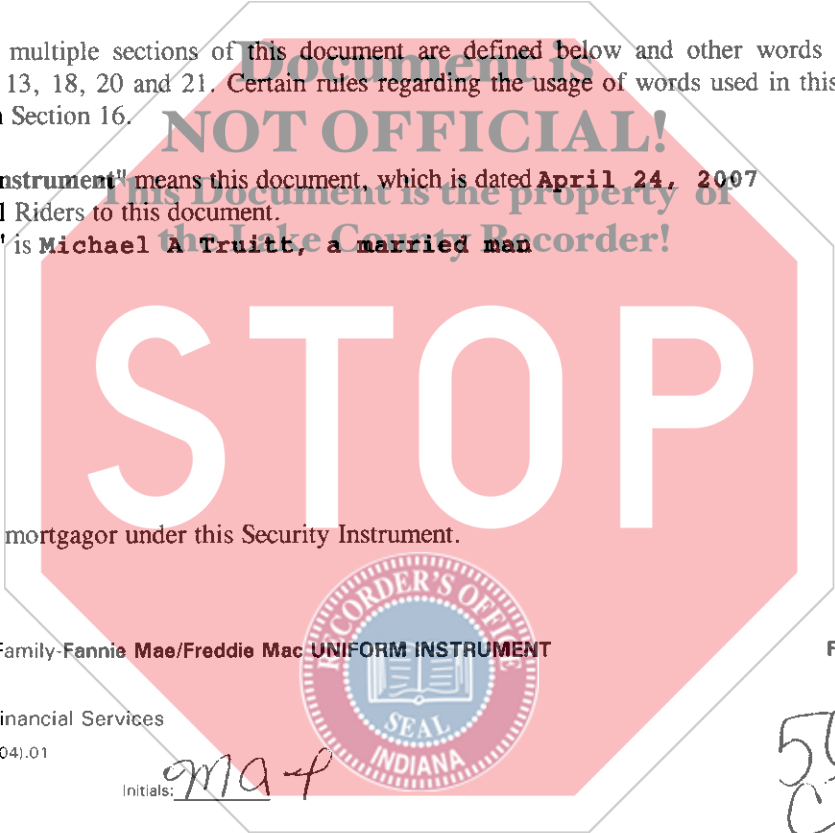 multiple sections of this document are defined below and other words
13, 18, 20 and 21. Certain rules regarding the usage of words used in this
Section 16.
Document is
NOT OFFICIAL!
This Document is the property of
the Lake County Recorder!
nstrument" means this document, which is dated April 24, 2007
Riders to this document.
" is Michael A Truitt, a married man
STOP
mortgagor under this Security Instrument.
RECORDER'S OFFICE
SEAL
INDIANA
Family-Fannie Mae/Freddie Mac UNIFORM INSTRUMENT
F
inancial Services
04).01
Initials: